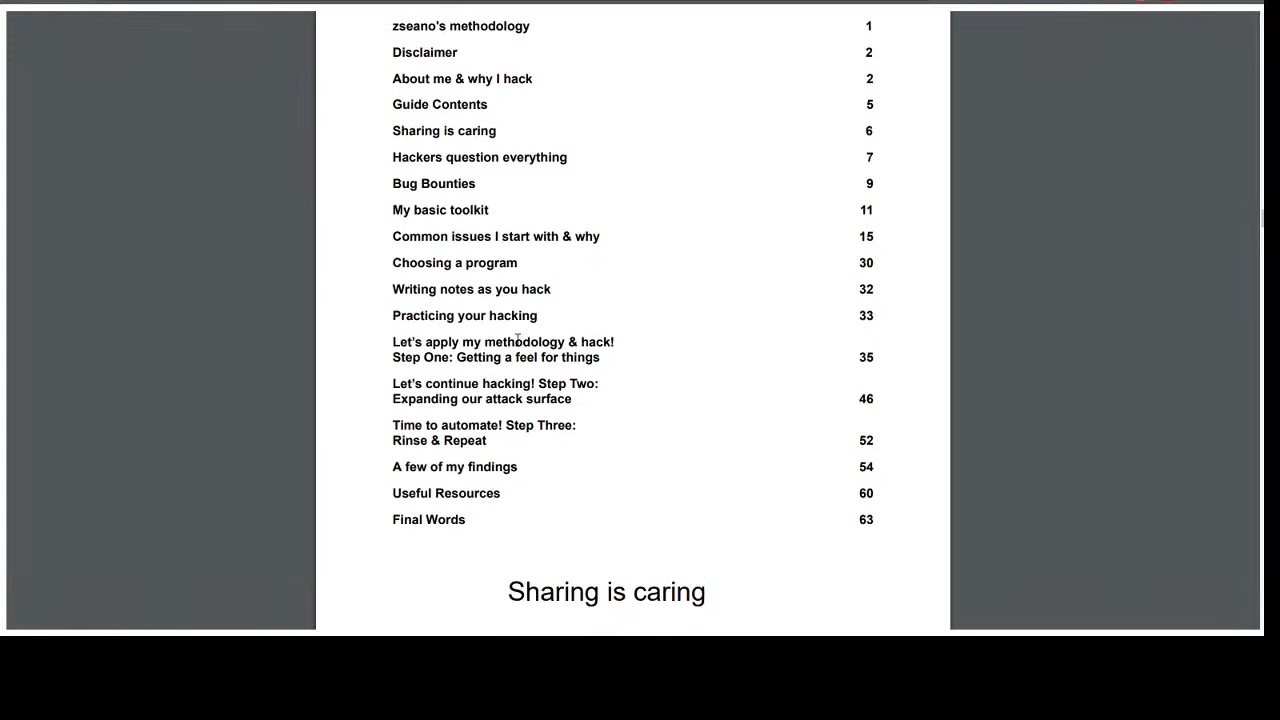 zseano's methodology 1
Disclaimer 2
About me & why I hack 2
Guide Contents 5
Sharing is caring 6
Hackers question everything 7
Bug Bounties 9
My basic toolkit 11
Common issues I start with & why 15
Choosing a program 30
Writing notes as you hack 32
Practicing your hacking 33
Let’s apply my methodology & hack!
Step One: Getting a feel for things 35
Let’s continue hacking! Step Two:
Expanding our attack surface 46
Time to automate! Step Three:
Rinse & Repeat 52
A few of my findings 54
Useful Resources 60
Final Words 63
Sharing is caring